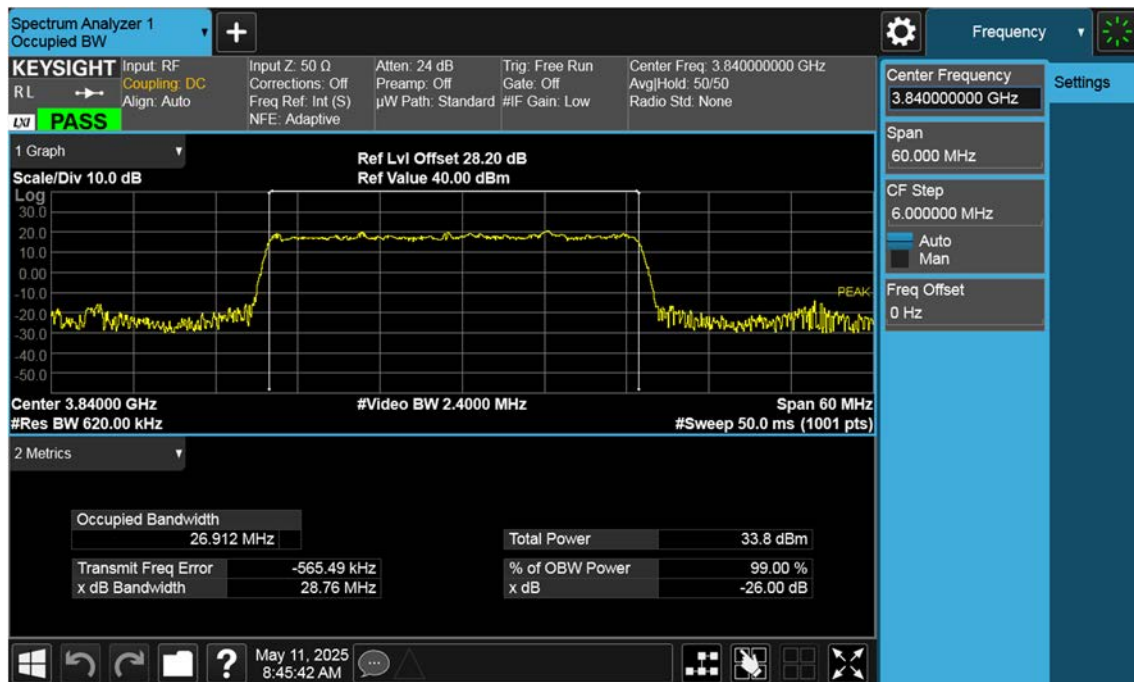 Spectrum Analyzer 1
Occupied BW
+
Frequency
KEYSIGHT
RL
LXI
PASS
Input: RF
Coupling: DC
Align: Auto
Input Z: 50 Ω
Corrections: Off
Freq Ref: Int (S)
NFE: Adaptive
Atten: 24 dB
Preamp: Off
µW Path: Standard
Trig: Free Run
Gate: Off
#IF Gain: Low
Center Freq: 3.840000000 GHz
Avg|Hold: 50/50
Radio Std: None
Center Frequency
3.840000000 GHz
Settings
Span
60.000 MHz
CF Step
6.000000 MHz
Auto
Man
Freq Offset
0 Hz
1 Graph
Scale/Div 10.0 dB
Ref Lvl Offset 28.20 dB
Ref Value 40.00 dBm
Log
30.0
20.0
10.0
0.00
-10.0
-20.0
-30.0
-40.0
-50.0
PEAK
Center 3.84000 GHz
#Video BW 2.4000 MHz
Span 60 MHz
#Res BW 620.00 kHz
#Sweep 50.0 ms (1001 pts)
2 Metrics
Occupied Bandwidth
26.912 MHz
Total Power 33.8 dBm
Transmit Freq Error -565.49 kHz
% of OBW Power 99.00 %
x dB Bandwidth 28.76 MHz
x dB -26.00 dB
?
May 11, 2025
8:45:42 AM